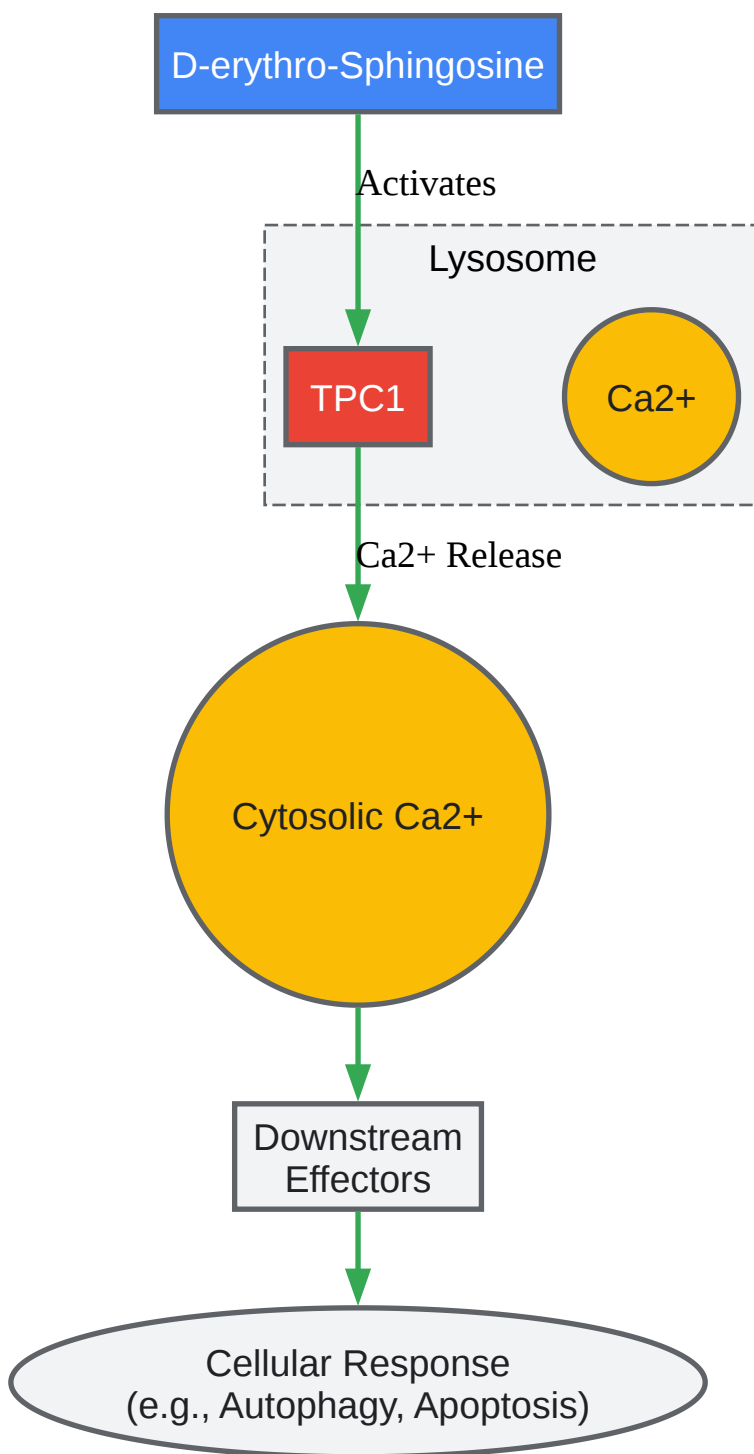 D-erythro-Sphingosine
Activates
Lysosome
TPC1
Ca2+
Ca2+ Release
Cytosolic Ca2+
Downstream
Effectors
Cellular Response
(e.g., Autophagy, Apoptosis)